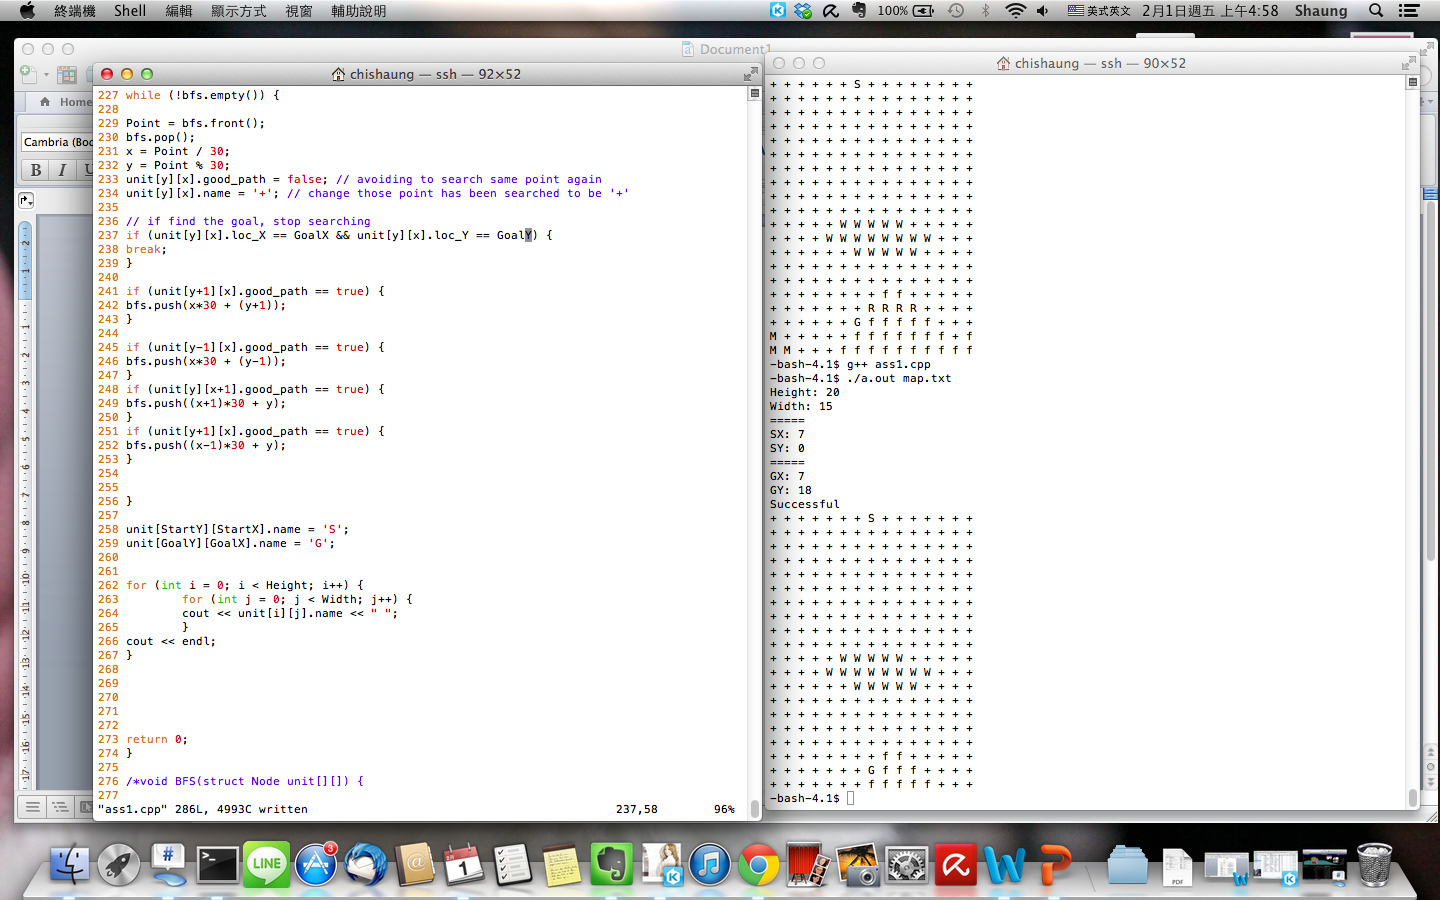 終端機 Shell 編輯 顯示方式 視窗 輔助說明 100% 美式英文 2月1日週五 上午4:58 Shaung
Document1
Home
Cambria (Bod
B I U
chishaung — ssh — 92×52
227 while (!bfs.empty()) {
228
229 Point = bfs.front();
230 bfs.pop();
231 x = Point / 30;
232 y = Point % 30;
233 unit[y][x].good_path = false; // avoiding to search same point again
234 unit[y][x].name = '+'; // change those point has been searched to be '+'
235
236 // if find the goal, stop searching
237 if (unit[y][x].loc_X == GoalX && unit[y][x].loc_Y == GoalY) {
238 break;
239 }
240
241 if (unit[y+1][x].good_path == true) {
242 bfs.push(x*30 + (y+1));
243 }
244
245 if (unit[y-1][x].good_path == true) {
246 bfs.push(x*30 + (y-1));
247 }
248 if (unit[y][x+1].good_path == true) {
249 bfs.push((x+1)*30 + y);
250 }
251 if (unit[y+1][x].good_path == true) {
252 bfs.push((x-1)*30 + y);
253 }
254
255
256 }
257
258 unit[StartY][StartX].name = 'S';
259 unit[GoalY][GoalX].name = 'G';
260
261
262 for (int i = 0; i < Height; i++) {
263 for (int j = 0; j < Width; j++) {
264 cout << unit[i][j].name << " ";
265 }
266 cout << endl;
267 }
268
269
270
271
272
273 return 0;
274 }
275
276 /*void BFS(struct Node unit[][]) {
277
"ass1.cpp" 286L, 4993C written 237,58 96%
chishaung — ssh — 90×52
+ + + + + + S + + + + + + + +
+ + + + + + + + + + + + + + +
+ + + + + + + + + + + + + + +
+ + + + + + + + + + + + + + +
+ + + + + + + + + + + + + + +
+ + + + + + + + + + + + + + +
+ + + + + + + + + + + + + + +
+ + + + + + + + + + + + + + +
+ + + + + + + + + + + + + + +
+ + + + + + + + + + + + + + +
+ + + + + W W W W W + + + + +
+ + + + W W W W W W W W + + +
+ + + + + + W W W W W + + + +
+ + + + + + + + + + + + + + +
+ + + + + + + + + + + + + + +
+ + + + + + + + f f + + + + +
+ + + + + + + R R R R + + + +
+ + + + + + G f f f f f + + +
M + + + + + f f f f f f f + f
M M + + + f f f f f f f f f f
-bash-4.1$ g++ ass1.cpp
-bash-4.1$ ./a.out map.txt
Height: 20
Width: 15
=====
SX: 7
SY: 0
=====
GX: 7
GY: 18
Successful
+ + + + + + + S + + + + + + +
+ + + + + + + + + + + + + + +
+ + + + + + + + + + + + + + +
+ + + + + + + + + + + + + + +
+ + + + + + + + + + + + + + +
+ + + + + + + + + + + + + + +
+ + + + + + + + + + + + + + +
+ + + + + + + + + + + + + + +
+ + + + + + + + + + + + + + +
+ + + + + + + + + + + + + + +
+ + + + + W W W W W + + + + +
+ + + + W W W W W W W W + + +
+ + + + + + W W W W W + + + +
+ + + + + + + + + + + + + + +
+ + + + + + + + + + + + + + +
+ + + + + + + + + + + + + + +
+ + + + + + + + + + + + + + +
+ + + + + + + + f f + + + + +
+ + + + + + + G f f f + + + +
+ + + + + + + f f f f f + + +
-bash-4.1$
LINE
3
1
PDF